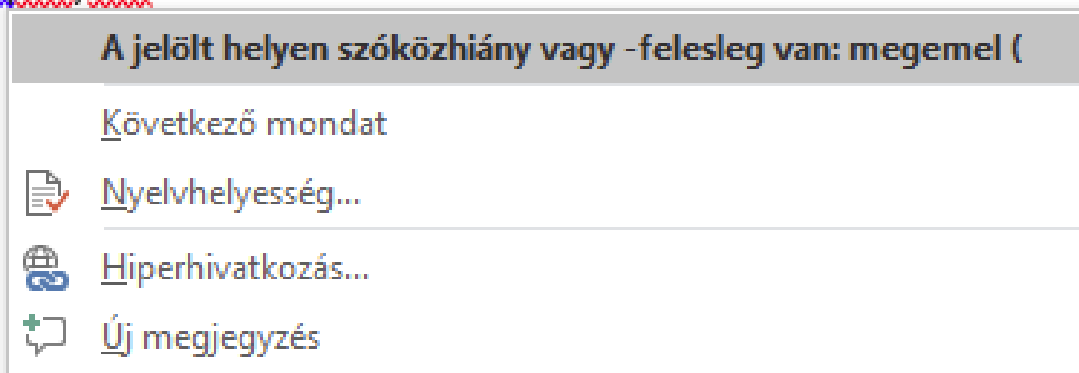 A jelölt helyen szóközhiány vagy -felesleg van: megemel (
Következő mondat
Nyelvhelyesség...
Hiperhivatkozás...
Új megjegyzés